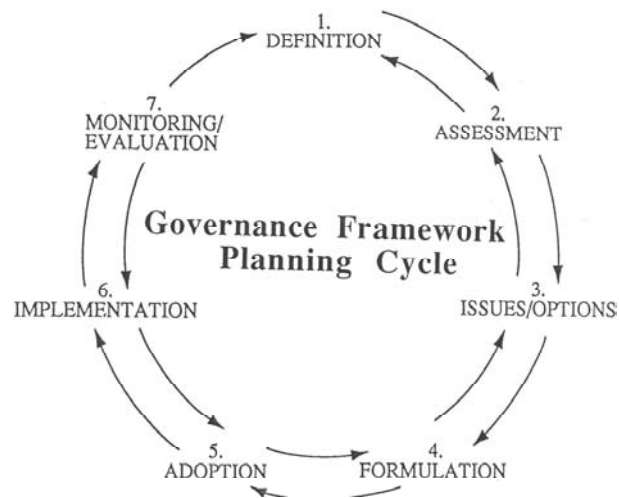 1.
DEFINITION
2.
ASSESSMENT
3.
ISSUES/OPTIONS
4.
FORMULATION
5.
ADOPTION
6.
IMPLEMENTATION
7.
MONITORING/
EVALUATION
Governance Framework
Planning Cycle